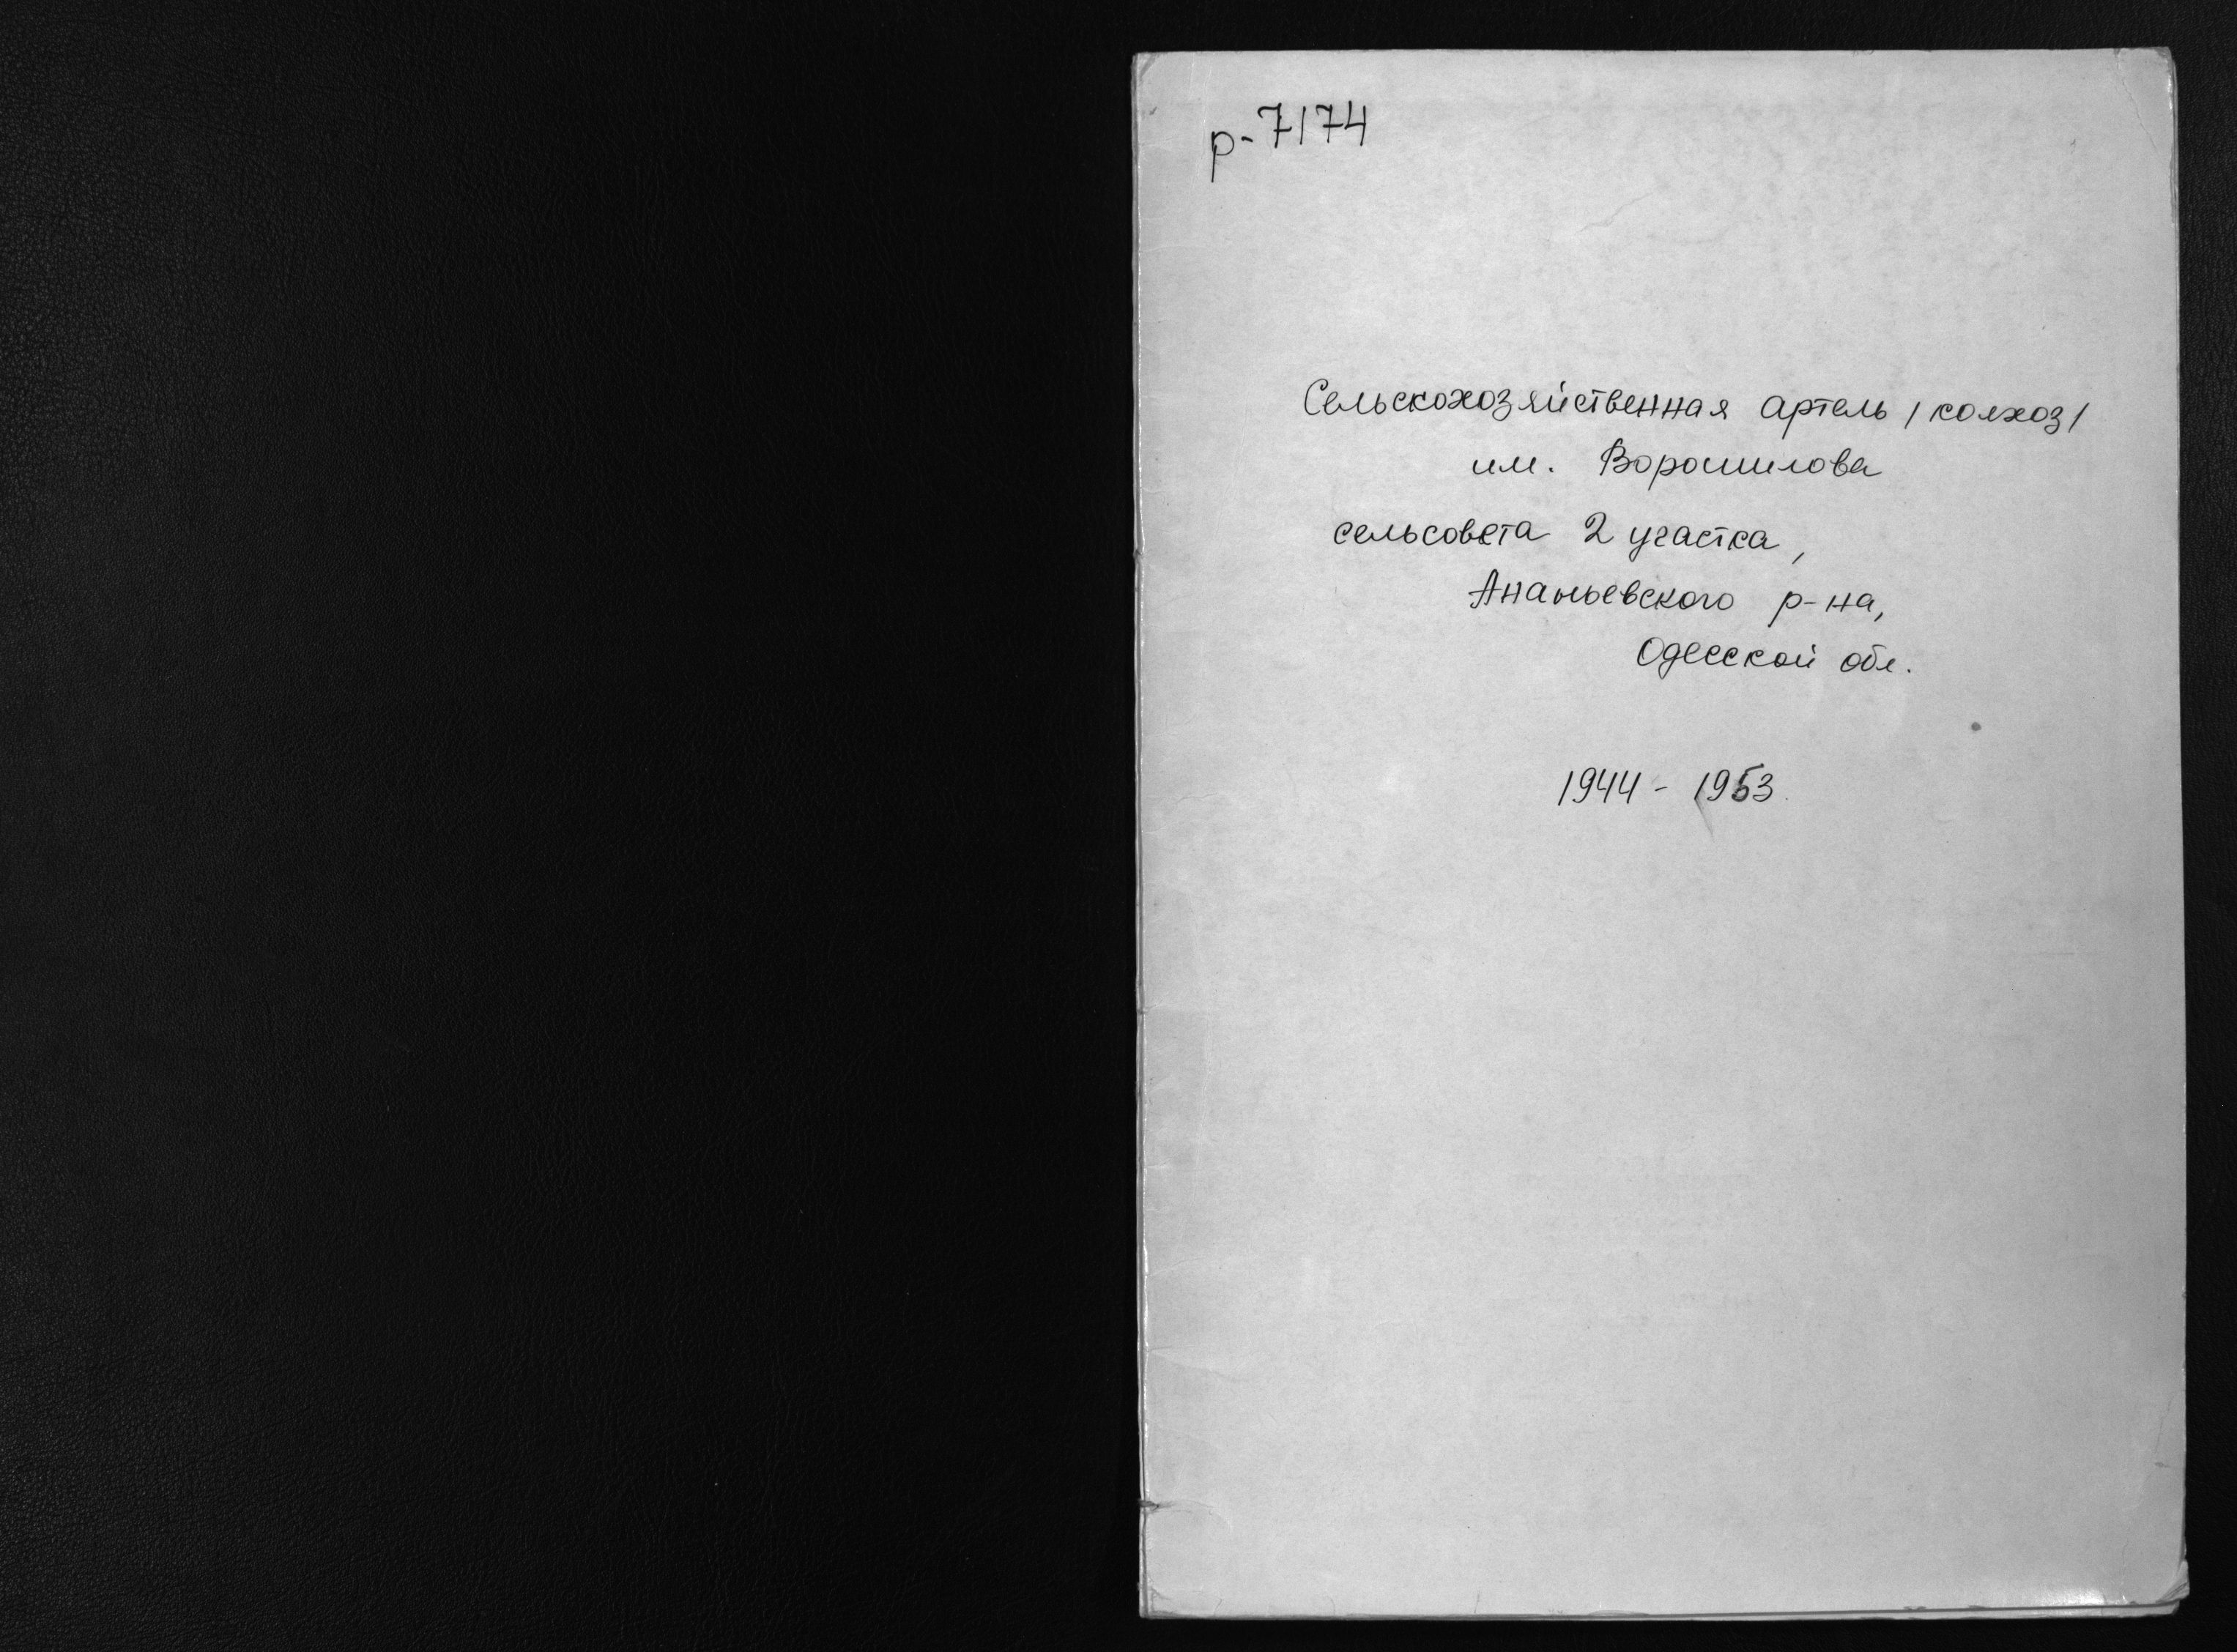 р-7174
Сельскохозяйственная артель /колхоз/
им. Ворошилова
сельсовета 2 участка,
Ананьевского р-на,
Одесской обл.
1944 - 1953.